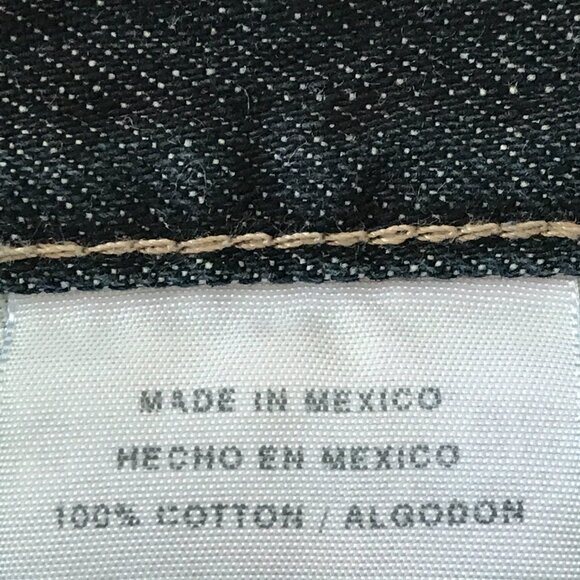 MADE IN MEXICO
HECHO EN MEXICO
100% COTTON / ALGODON